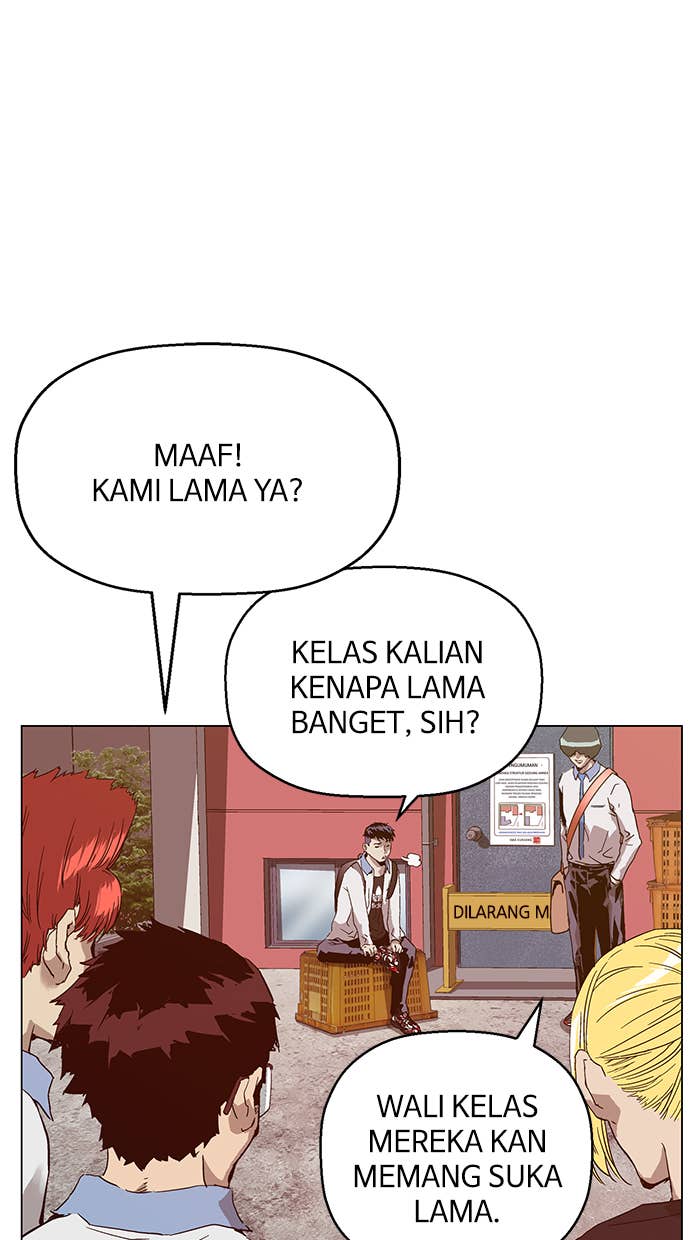 MAAF!
KAMI LAMA YA?
KELAS KALIAN
KENAPA LAMA
BANGET, SIH?
PENGUMUMAN
DILARANG M
WALI KELAS
MEREKA KAN
MEMANG SUKA
LAMA.